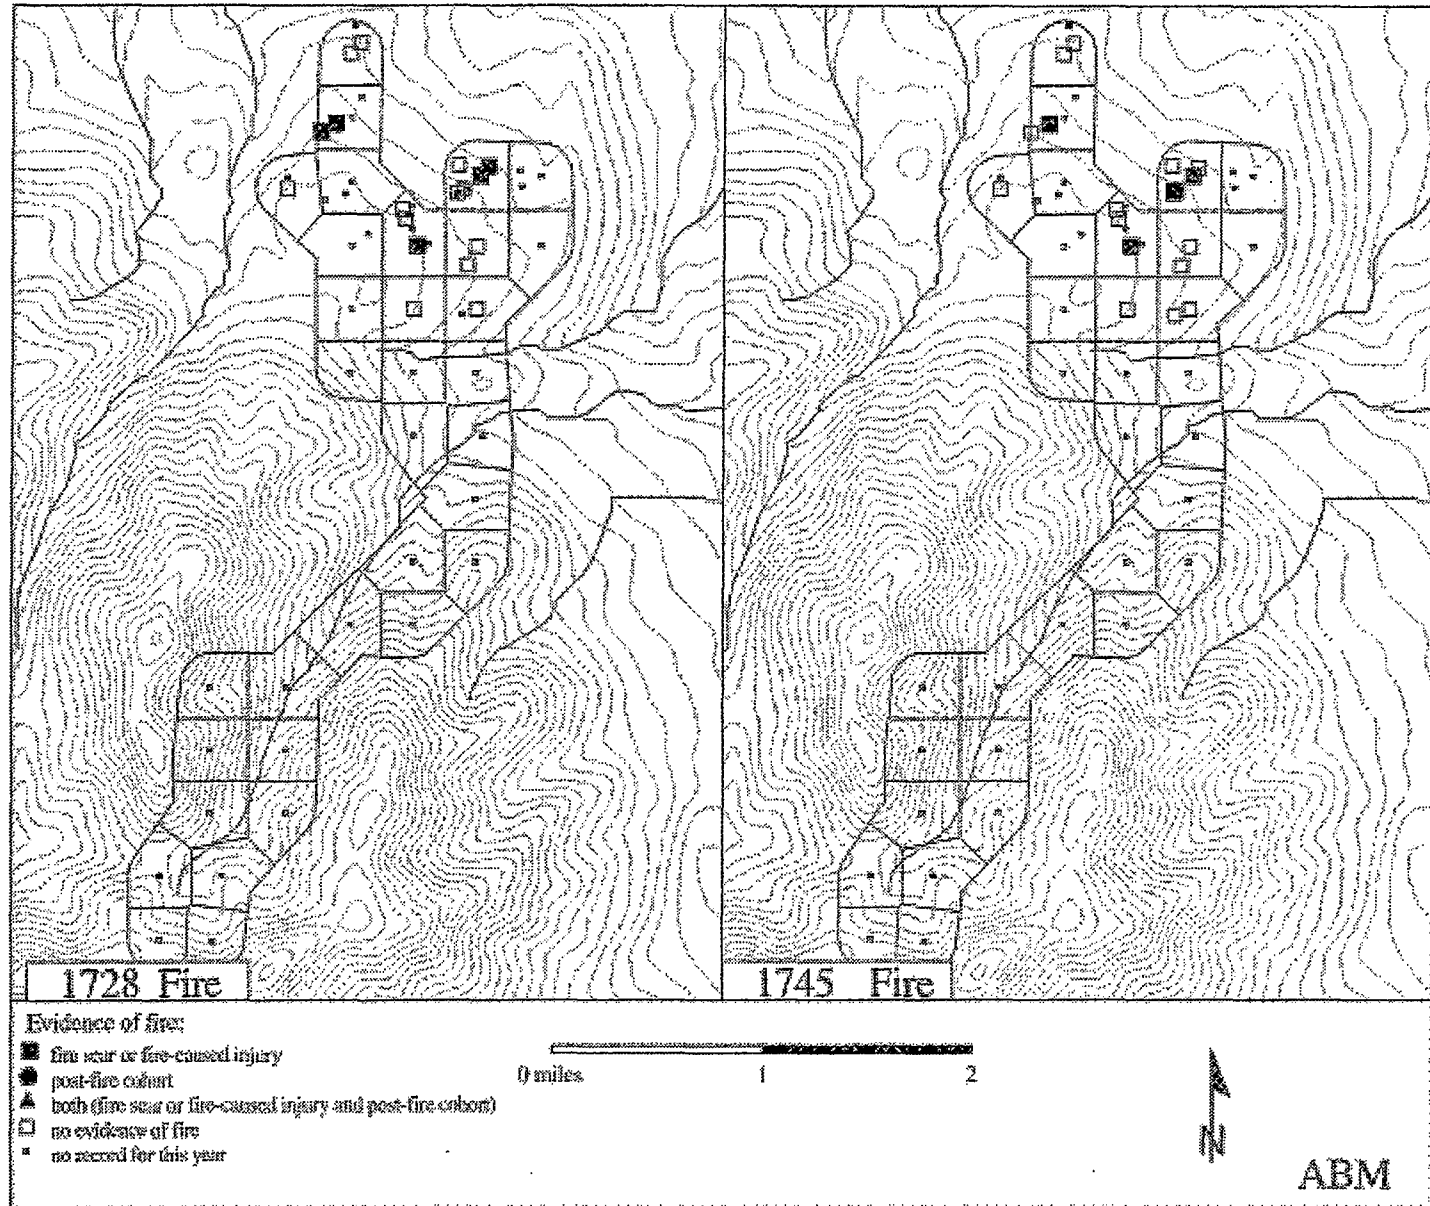 1728 Fire
1745 Fire
Evidence of fire:
fire scar or fire-caused injury
post-fire cohort
both (fire scar or fire-caused injury and post-fire cohort)
no evidence of fire
no record for this year
0 miles 1 2
N
ABM